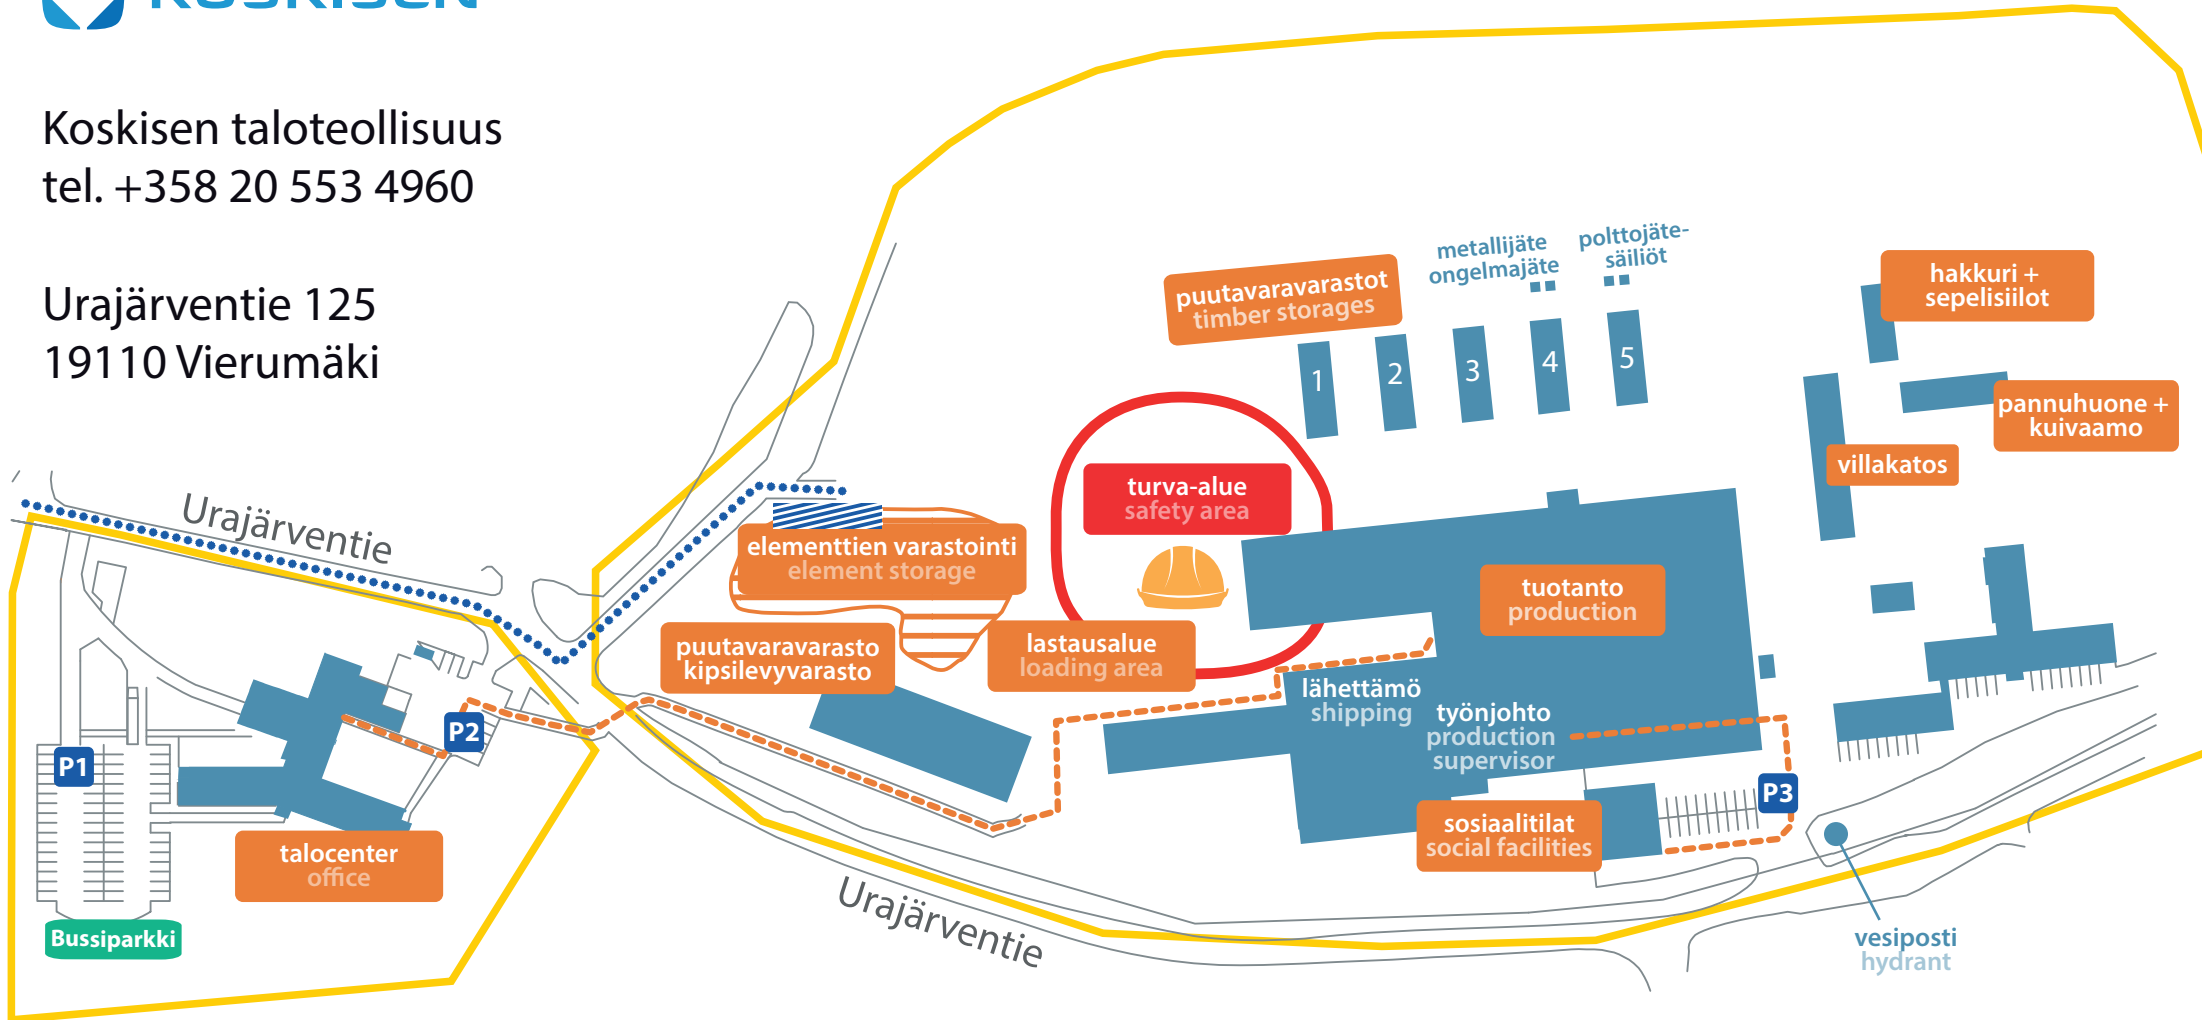 KOSKISEN
Koskisen taloteollisuus
tel. +358 20 553 4960
Urajärventie 125
19110 Vierumäki
metallijäte
ongelmajäte
polttojäte-
säiliöt
puutavaravarastot
timber storages
hakkuri +
sepelisiilot
1
2
3
4
5
pannuhuone +
kuivaamo
villakatos
turva-alue
safety area
Urajärventie
elementtien varastointi
element storage
tuotanto
production
puutavaravarasto
kipsilevyvarasto
lastausalue
loading area
lähettämö
shipping
työnjohto
production
supervisor
P2
P1
P3
sosiaalitilat
social facilities
talocenter
office
Urajärventie
Bussiparkki
vesiposti
hydrant